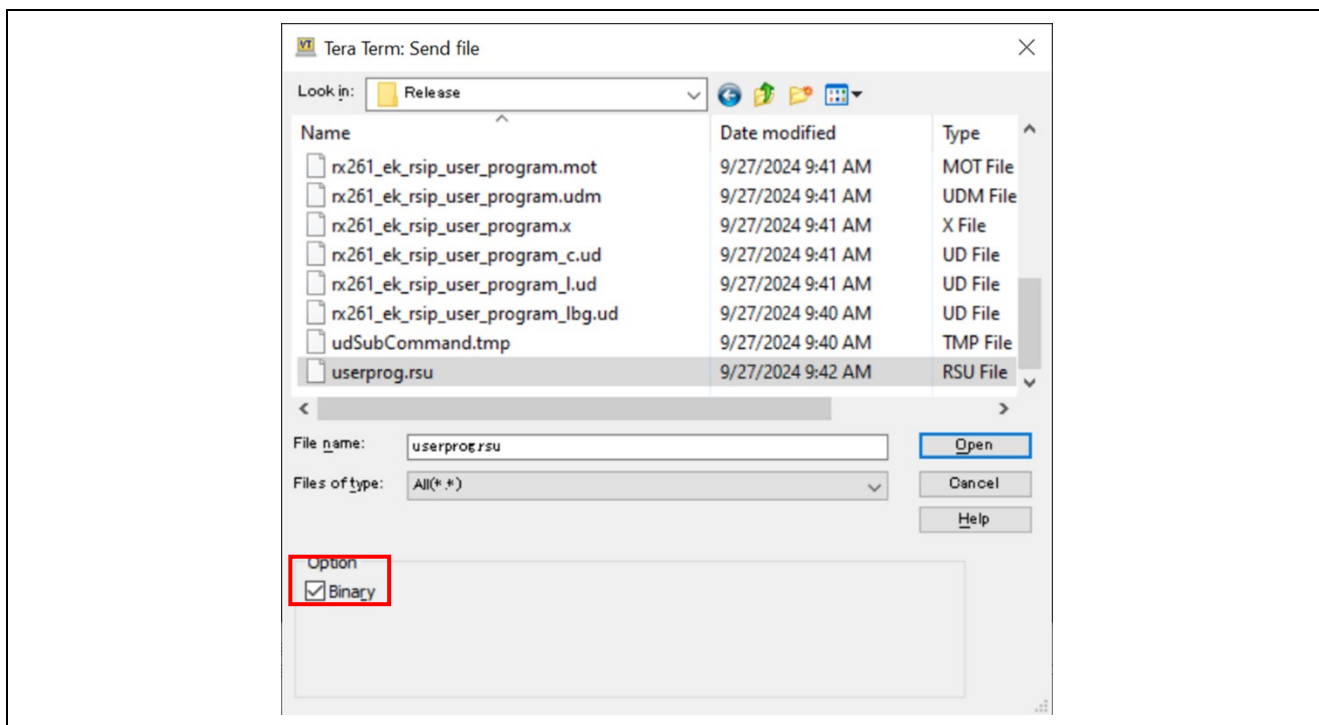 Tera Term: Send file
Look in: Release
Name Date modified Type
rx261_ek_rsip_user_program.mot 9/27/2024 9:41 AM MOT File
rx261_ek_rsip_user_program.udm 9/27/2024 9:41 AM UDM File
rx261_ek_rsip_user_program.x 9/27/2024 9:41 AM X File
rx261_ek_rsip_user_program_c.ud 9/27/2024 9:41 AM UD File
rx261_ek_rsip_user_program_l.ud 9/27/2024 9:41 AM UD File
rx261_ek_rsip_user_program_lbg.ud 9/27/2024 9:40 AM UD File
udSubCommand.tmp 9/27/2024 9:40 AM TMP File
userprog.rsu 9/27/2024 9:42 AM RSU File
File name: userprog.rsu Open
Files of type: All(*.*) Cancel
Help
Option
Binary